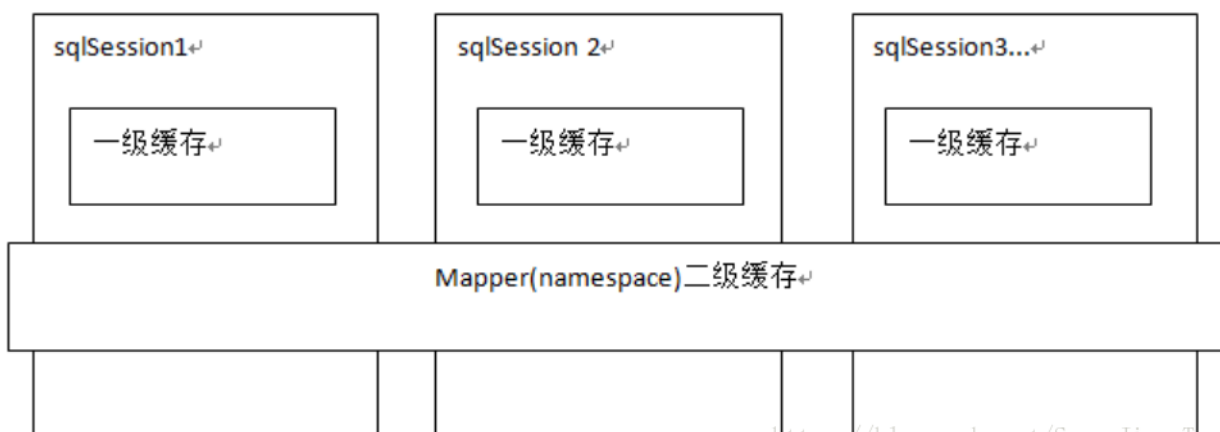 sqlSession1↵
sqlSession 2↵
sqlSession3...↵
一级缓存↵
一级缓存↵
一级缓存↵
Mapper(namespace)二级缓存↵